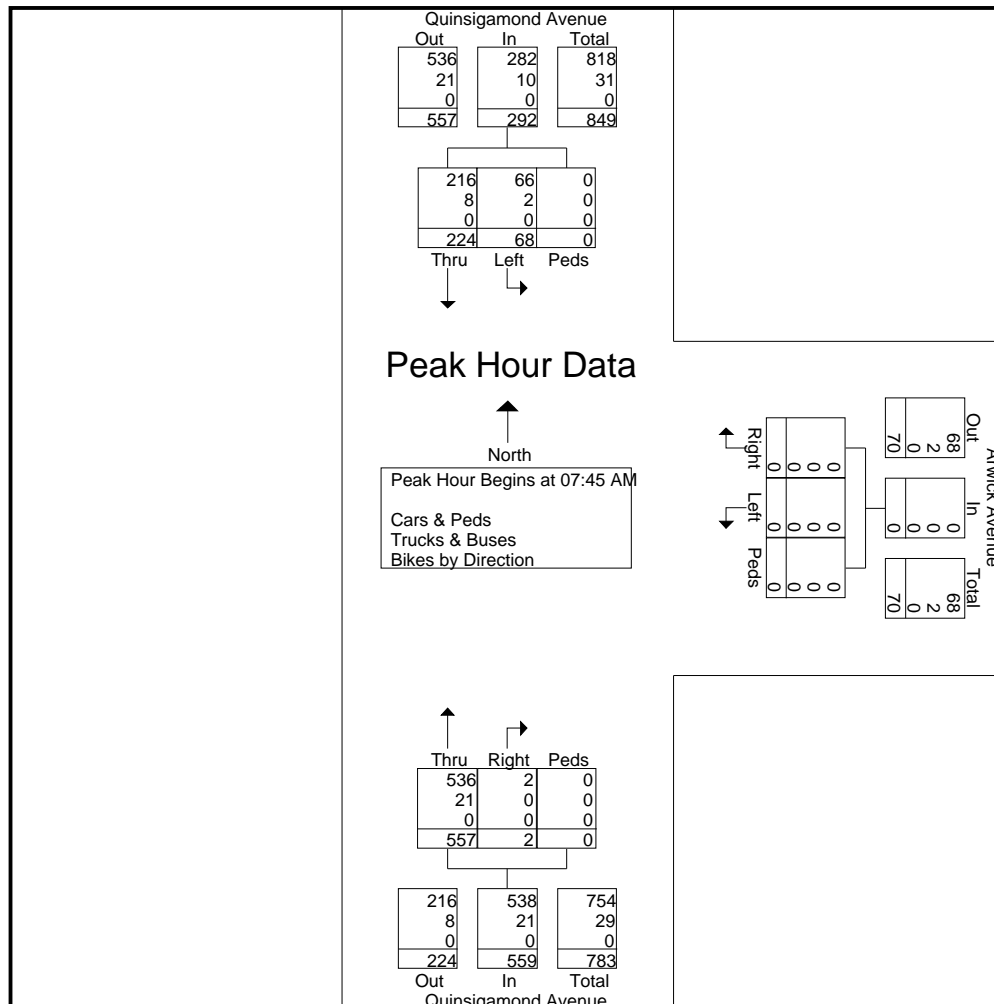 Quinsigamond Avenue
Out In Total
536 282 818
21 10 31
0 0 0
557 292 849
216 66 0
8 2 0
0 0 0
224 68 0
Thru Left Peds
Peak Hour Data
North
Peak Hour Begins at 07:45 AM
Cars & Peds
Trucks & Buses
Bikes by Direction
Arwick Avenue
Out In Total
68 0 68
2 0 2
0 0 0
70 0 70
0 0 0
0 0 0
0 0 0
0 0 0
Right Left Peds
Thru Right Peds
536 2 0
21 0 0
0 0 0
557 2 0
216 538 754
8 21 29
0 0 0
224 559 783
Out In Total
Quinsigamond Avenue